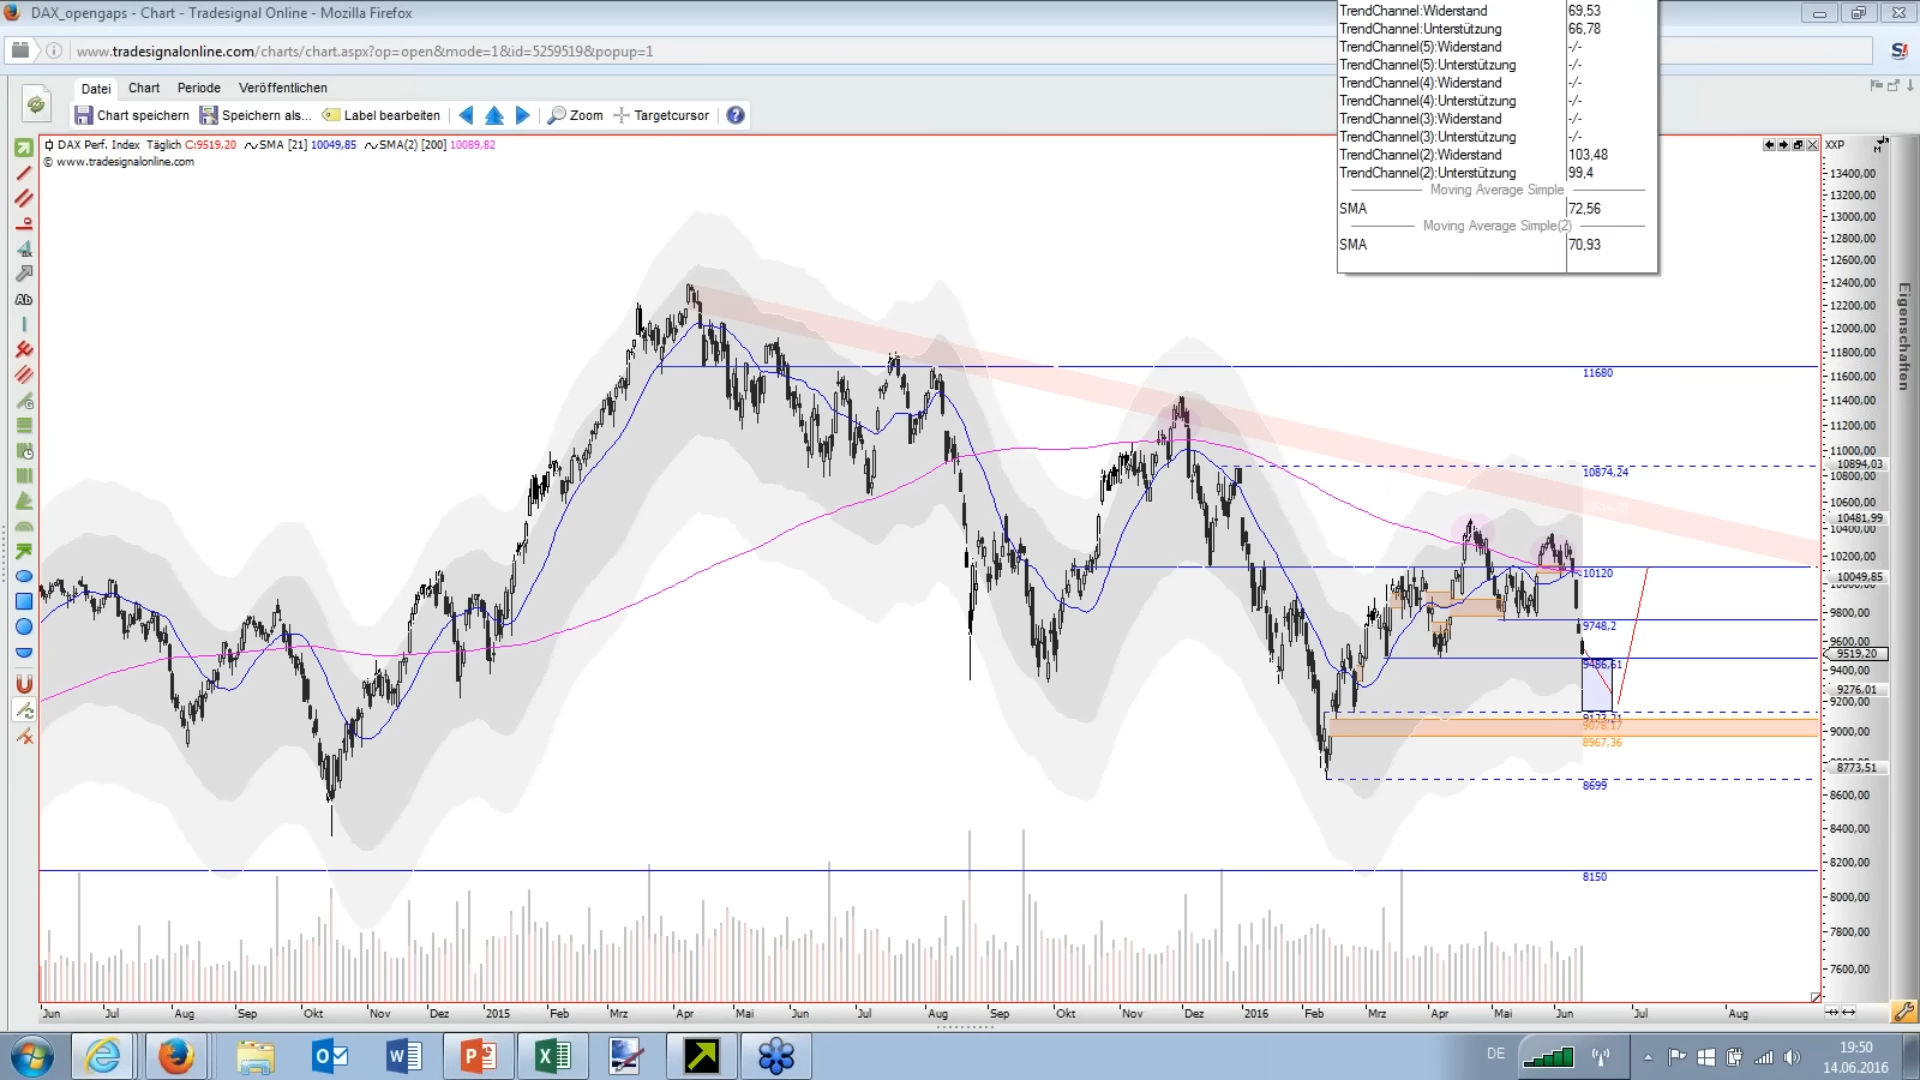 DAX_opengaps - Chart - Tradesignal Online - Mozilla Firefox
www.tradesignalonline.com/charts/chart.aspx?op=open&mode=1&id=5259519&popup=1
TrendChannel:Widerstand 69,53
TrendChannel:Unterstützung 66,78
TrendChannel(5):Widerstand -/-
TrendChannel(5):Unterstützung -/-
TrendChannel(4):Widerstand -/-
TrendChannel(4):Unterstützung -/-
TrendChannel(3):Widerstand -/-
TrendChannel(3):Unterstützung -/-
TrendChannel(2):Widerstand 103,48
TrendChannel(2):Unterstützung 99,4
Moving Average Simple
SMA 72,56
Moving Average Simple(2)
SMA 70,93
Datei Chart Periode Veröffentlichen
Chart speichern Speichern als... Label bearbeiten Zoom Targetcursor
DAX Perf. Index Täglich C:9519,20 SMA [21] 10049,85 SMA(2) [200] 10089,82
© www.tradesignalonline.com
Ab
XXP
13400,00
13200,00
13000,00
12800,00
12600,00
12400,00
12200,00
12000,00
11800,00
11600,00
11400,00
11200,00
11000,00
10894,03
10800,00
10600,00
10481,99
10400,00
10200,00
10049,85
9800,00
9600,00
9519,20
9400,00
9276,01
9200,00
9000,00
8773,51
8600,00
8400,00
8200,00
8000,00
7800,00
7600,00
Eigenschaften
11680
10874,24
10120
9748,2
9486,61
9123,21
9078,17
8967,36
8699
8150
Jun Jul Aug Sep Okt Nov Dez 2015 Feb Mrz Apr Mai Jun Jul Aug Sep Okt Nov Dez 2016 Feb Mrz Apr Mai Jun Jul Aug
DE
19:50
14.06.2016